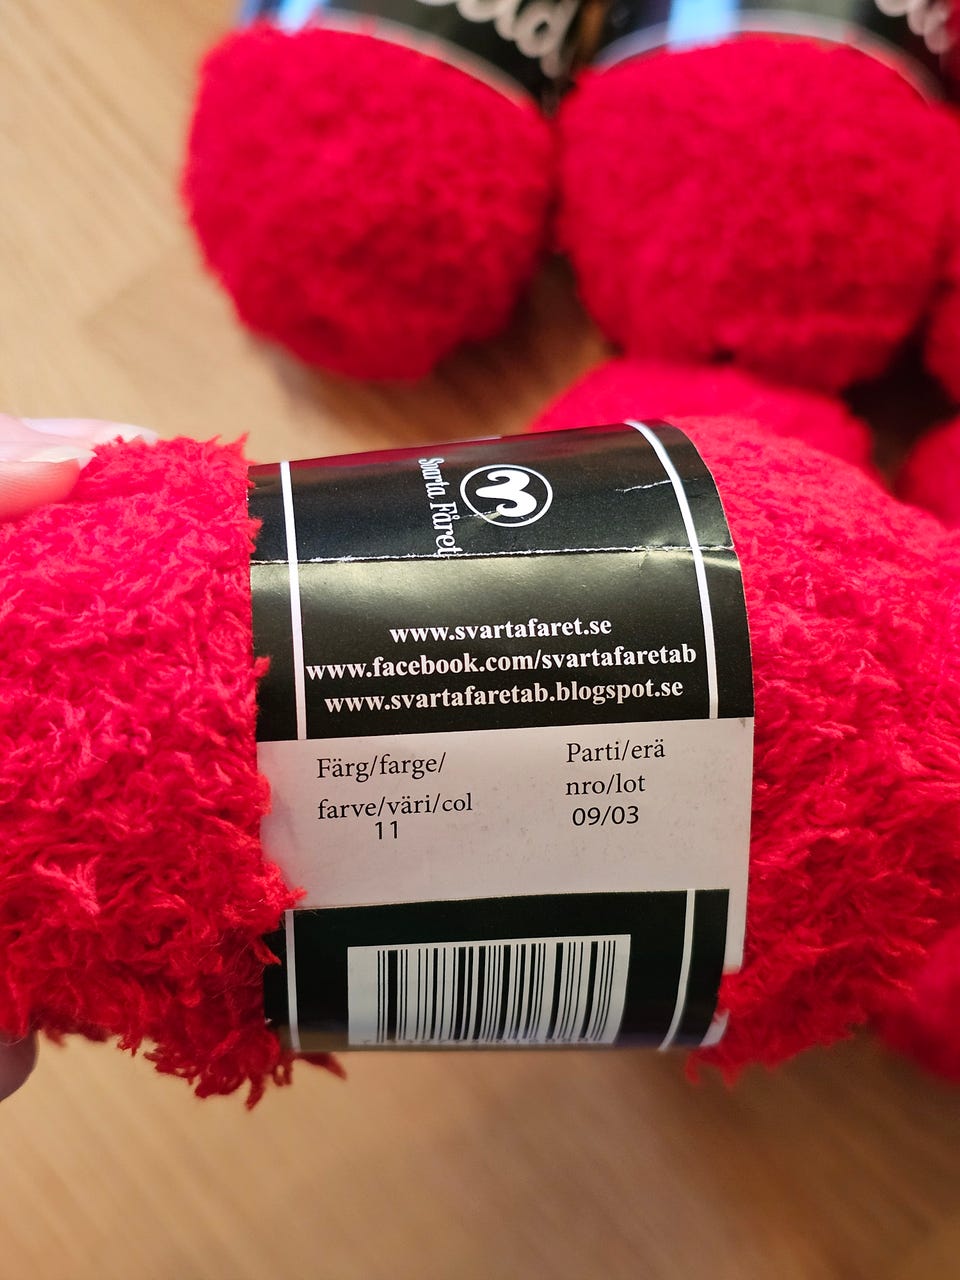 Svarta Fåret
www.svartafaret.se
www.facebook.com/svartafaretab
www.svartafaretab.blogspot.se
Färg/farge/
farve/väri/col
11
Parti/erä
nro/lot
09/03